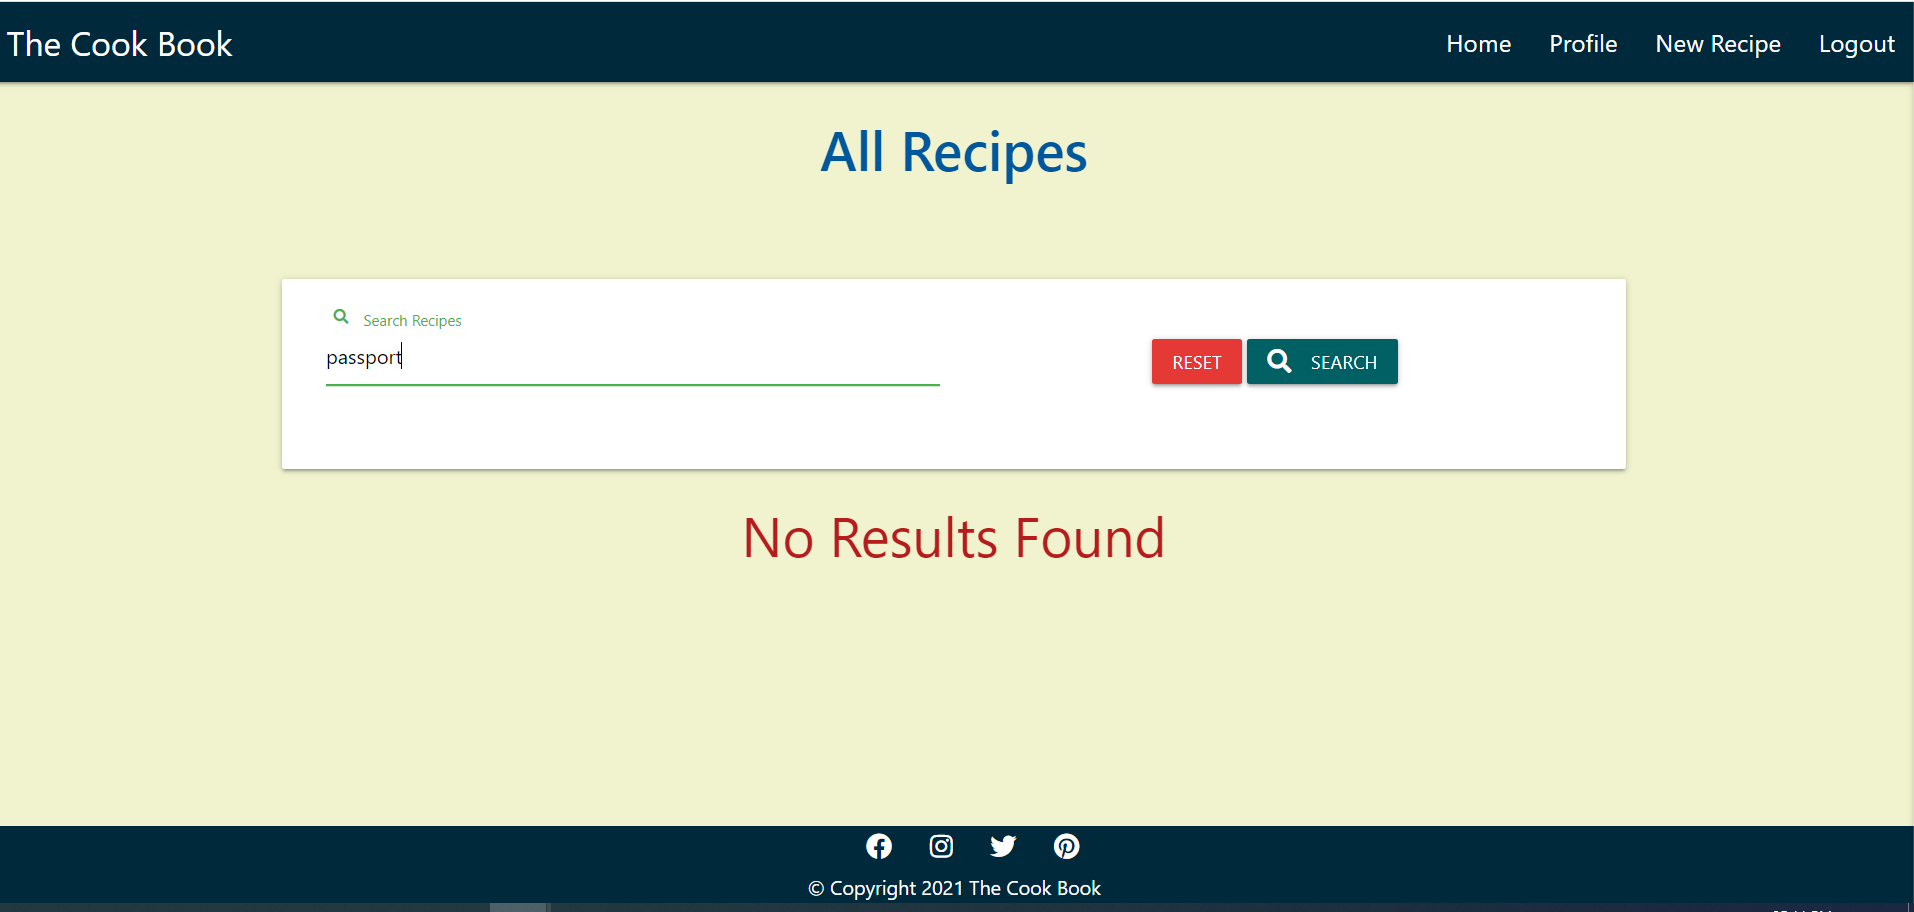 The Cook Book
Home Profile New Recipe Logout
All Recipes
Search Recipes
passport
RESET SEARCH
No Results Found
© Copyright 2021 The Cook Book